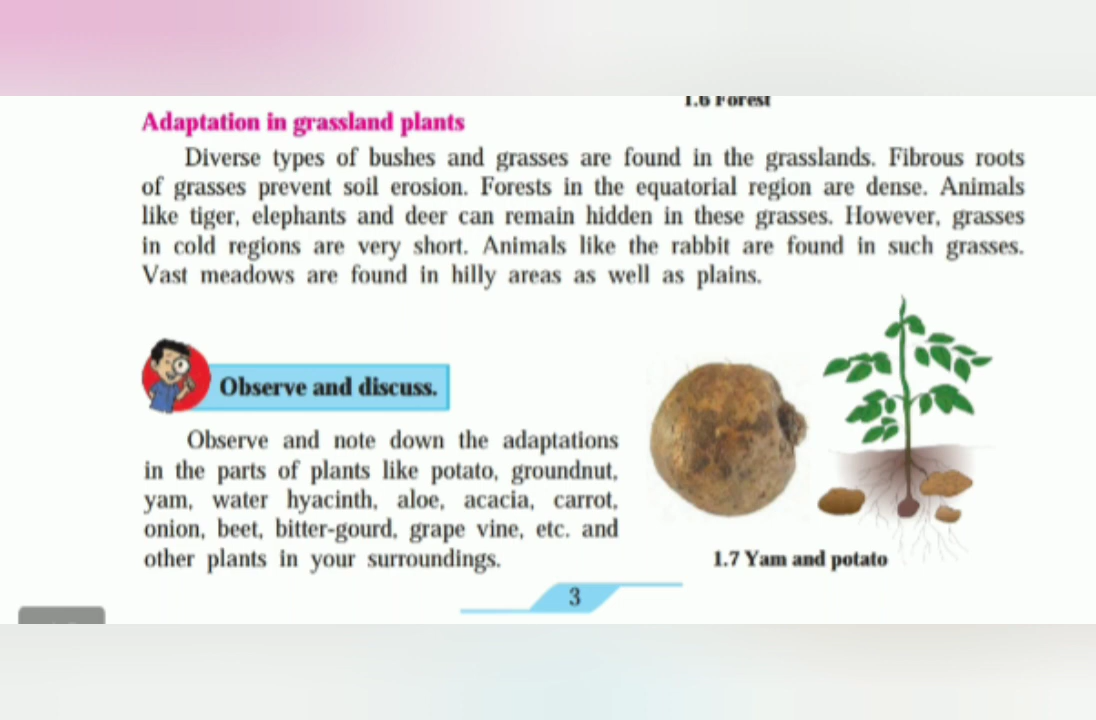 1.6 Forest
Adaptation in grassland plants
Diverse types of bushes and grasses are found in the grasslands. Fibrous roots
of grasses prevent soil erosion. Forests in the equatorial region are dense. Animals
like tiger, elephants and deer can remain hidden in these grasses. However, grasses
in cold regions are very short. Animals like the rabbit are found in such grasses.
Vast meadows are found in hilly areas as well as plains.
Observe and discuss.
Observe and note down the adaptations
in the parts of plants like potato, groundnut,
yam, water hyacinth, aloe, acacia, carrot,
onion, beet, bitter-gourd, grape vine, etc. and
other plants in your surroundings.
1.7 Yam and potato
3